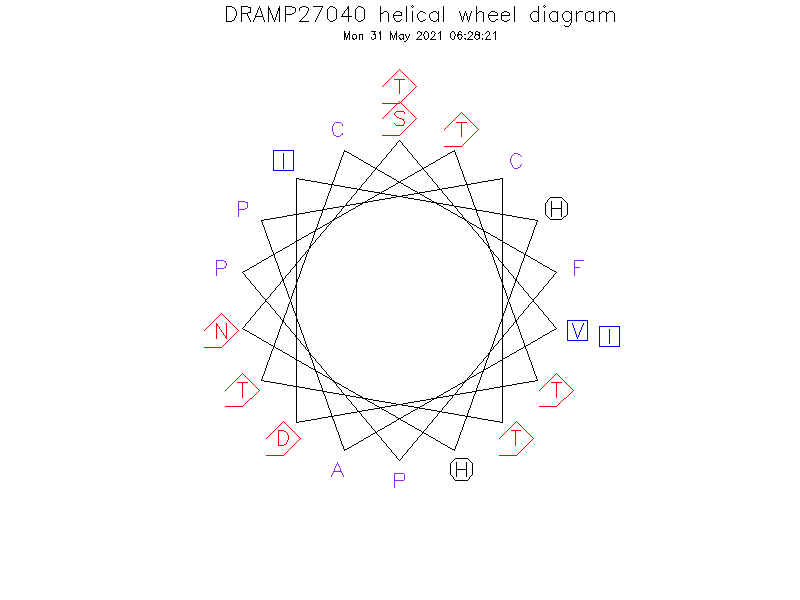 DRAMP27040 helical wheel diagram
Mon 31 May 2021 06:28:21
T
S
C T
I C
P H
P F
N V I
T T
D T
A P H